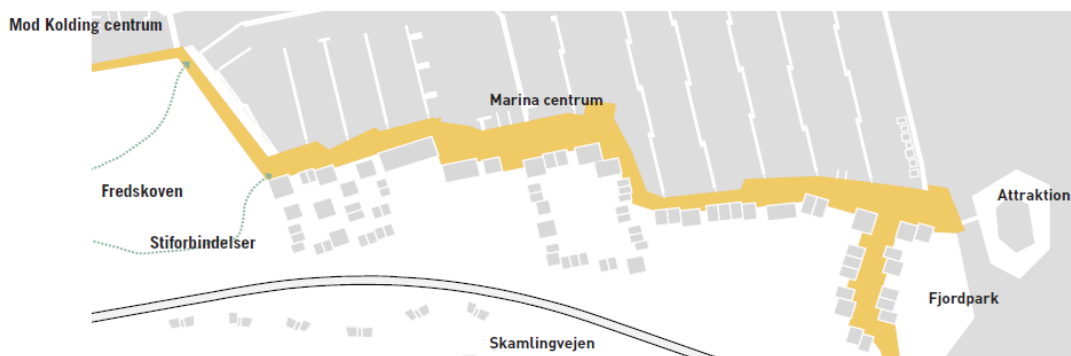 Mod Kolding centrum
Marina centrum
Fredskoven
Attraktion
Stiforbindelser
Fjordpark
Skamlingvejen